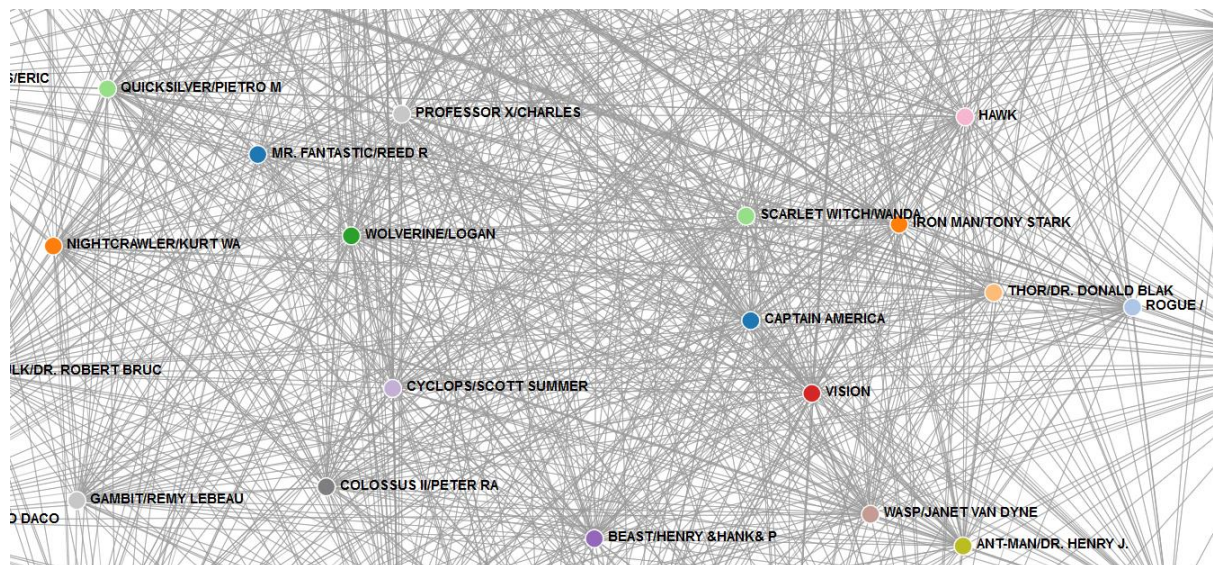 S/ERIC
QUICKSILVER/PIETRO M
PROFESSOR X/CHARLES
HAWK
MR. FANTASTIC/REED R
SCARLET WITCH/WANDA
IRON MAN/TONY STARK
WOLVERINE/LOGAN
NIGHTCRAWLER/KURT WA
THOR/DR. DONALD BLAK
ROGUE /
CAPTAIN AMERICA
ULK/DR. ROBERT BRUC
CYCLOPS/SCOTT SUMMER
VISION
COLOSSUS II/PETER RA
GAMBIT/REMY LEBEAU
WASP/JANET VAN DYNE
O DACO
BEAST/HENRY &HANK& P
ANT-MAN/DR. HENRY J.